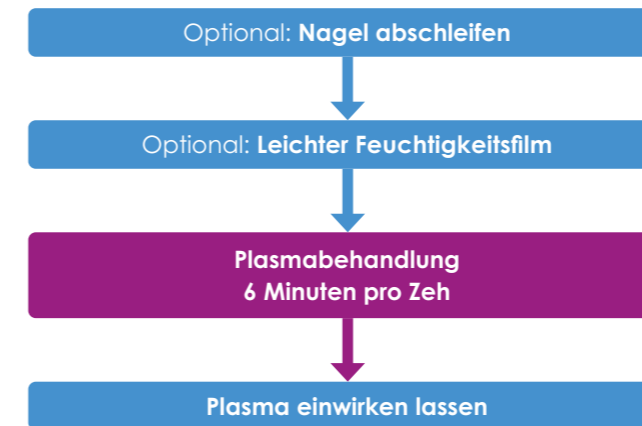 Optional: Nagel abschleifen
Optional: Leichter Feuchtigkeitsfilm
Plasmabehandlung
6 Minuten pro Zeh
Plasma einwirken lassen